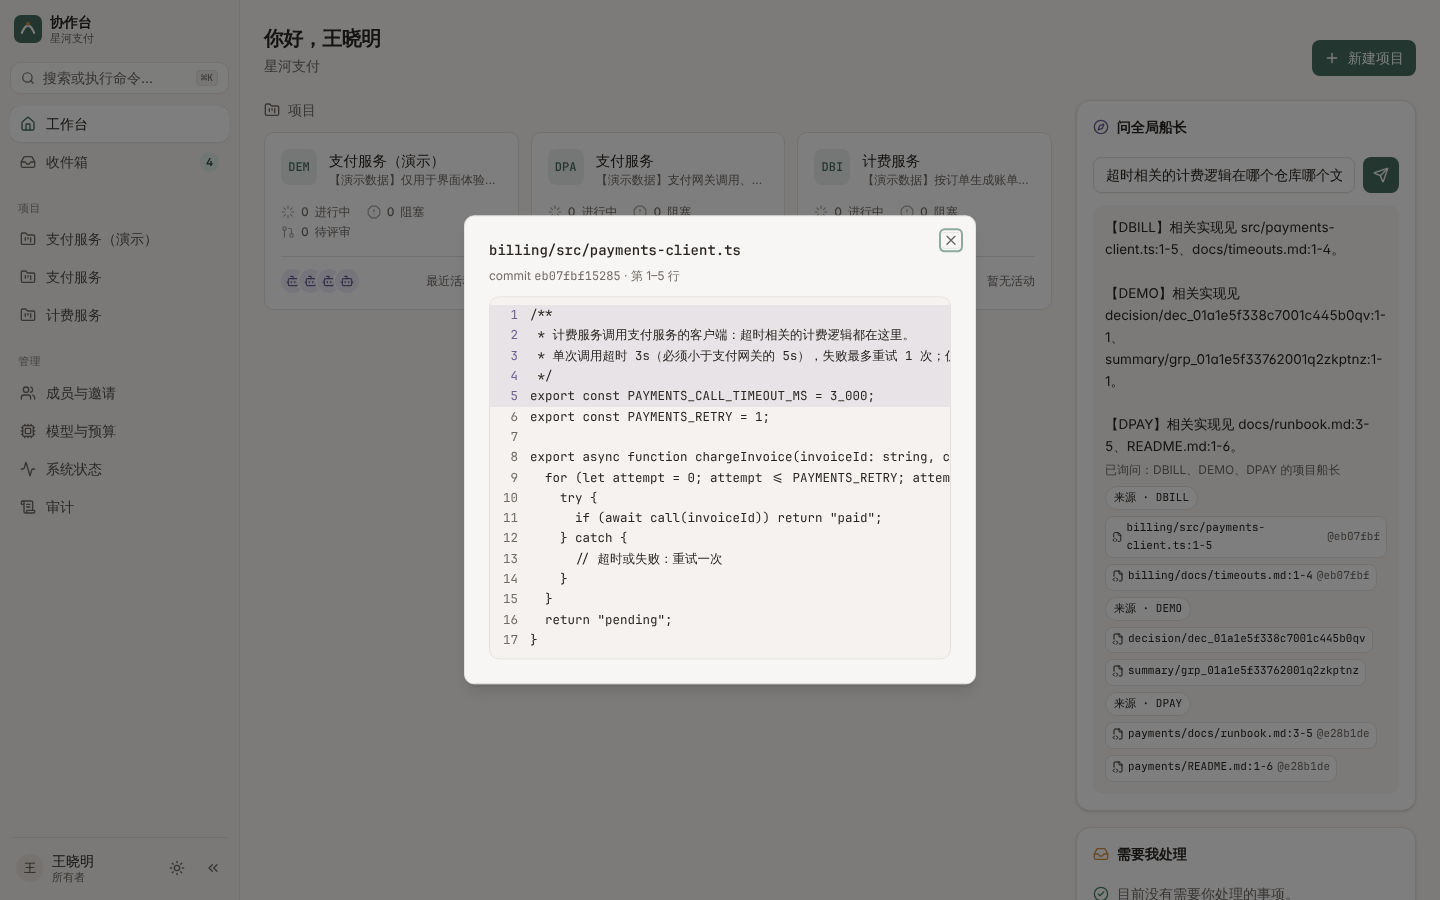 协作台
星河支付
搜索或执行命令...
⌘K
工作台
收件箱
4
项目
支付服务（演示）
支付服务
计费服务
管理
成员与邀请
模型与预算
系统状态
审计
王
王晓明
所有者
你好，王晓明
星河支付
新建项目
项目
DEM
支付服务（演示）
【演示数据】仅用于界面体验...
0 进行中
0 阻塞
0 待评审
最近活
DPA
支付服务
【演示数据】支付网关调用、...
0 进行中
0 阻塞
DBI
计费服务
【演示数据】按订单生成账单...
0 进行中
0 阻塞
暂无活动
billing/src/payments-client.ts
commit eb07fbf15285 · 第 1–5 行
1 /**
2  * 计费服务调用支付服务的客户端：超时相关的计费逻辑都在这里。
3  * 单次调用超时 3s（必须小于支付网关的 5s），失败最多重试 1 次；
4  */
5 export const PAYMENTS_CALL_TIMEOUT_MS = 3_000;
6 export const PAYMENTS_RETRY = 1;
7
8 export async function chargeInvoice(invoiceId: string, c
9   for (let attempt = 0; attempt <= PAYMENTS_RETRY; attem
10     try {
11       if (await call(invoiceId)) return "paid";
12     } catch {
13       // 超时或失败：重试一次
14     }
15   }
16   return "pending";
17 }
问全局船长
超时相关的计费逻辑在哪个仓库哪个文
【DBILL】相关实现见 src/payments-
client.ts:1-5、docs/timeouts.md:1-4。
【DEMO】相关实现见
decision/dec_01a1e5f338c7001c445b0qv:1-
1、
summary/grp_01a1e5f33762001q2zkptnz:1-
1。
【DPAY】相关实现见 docs/runbook.md:3-
5、README.md:1-6。
已询问：DBILL、DEMO、DPAY 的项目船长
来源 · DBILL
billing/src/payments-
client.ts:1-5
@eb07fbf
billing/docs/timeouts.md:1-4 @eb07fbf
来源 · DEMO
decision/dec_01a1e5f338c7001c445b0qv
summary/grp_01a1e5f33762001q2zkptnz
来源 · DPAY
payments/docs/runbook.md:3-5 @e28b1de
payments/README.md:1-6 @e28b1de
需要我处理
目前没有需要你处理的事项。